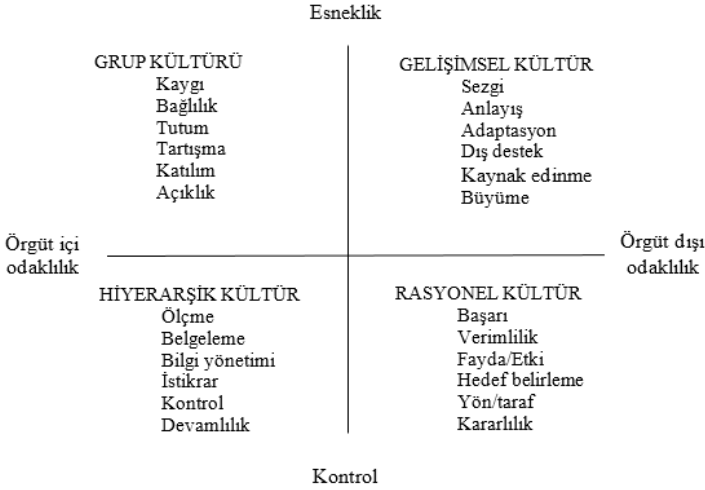 Esneklik
GRUP KÜLTÜRÜ
Kaygı
Bağlılık
Tutum
Tartışma
Katılım
Açıklık
GELİŞİMSEL KÜLTÜR
Sezgi
Anlayış
Adaptasyon
Dış destek
Kaynak edinme
Büyüme
Örgüt içi
odaklılık
Örgüt dışı
odaklılık
HİYERARŞİK KÜLTÜR
Ölçme
Belgeleme
Bilgi yönetimi
İstikrar
Kontrol
Devamlılık
RASYONEL KÜLTÜR
Başarı
Verimlilik
Fayda/Etki
Hedef belirleme
Yön/taraf
Kararlılık
Kontrol